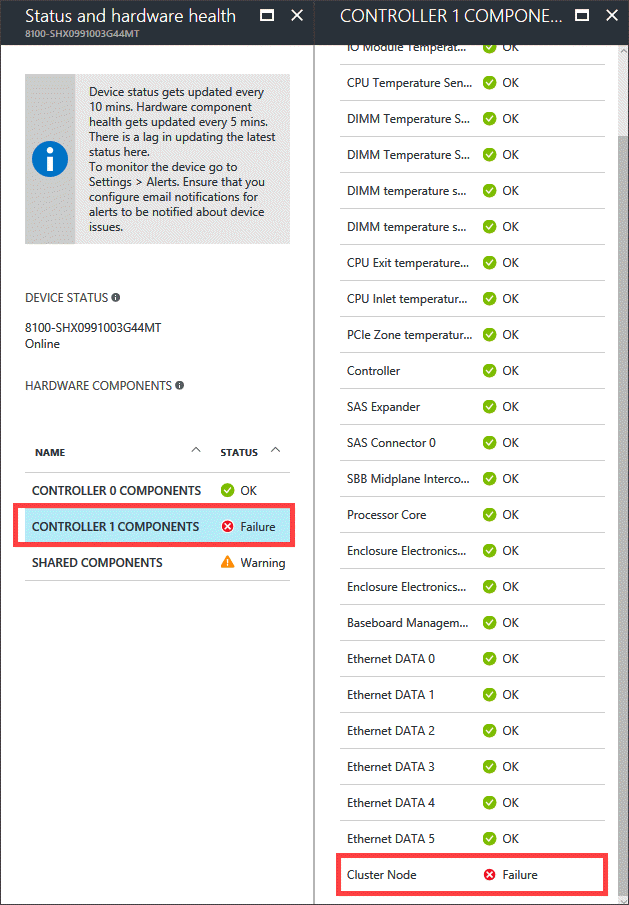 Status and hardware health
8100-SHX0991003G44MT
Device status gets updated every
10 mins. Hardware component
health gets updated every 5 mins.
There is a lag in updating the latest
status here.
To monitor the device go to
Settings > Alerts. Ensure that you
configure email notifications for
alerts to be notified about device
issues.
DEVICE STATUS
8100-SHX0991003G44MT
Online
HARDWARE COMPONENTS
NAME STATUS
CONTROLLER 0 COMPONENTS OK
CONTROLLER 1 COMPONENTS Failure
SHARED COMPONENTS Warning
CONTROLLER 1 COMPONE...
IO Module Temperat... OK
CPU Temperature Sen... OK
DIMM Temperature S... OK
DIMM Temperature S... OK
DIMM temperature s... OK
DIMM temperature s... OK
CPU Exit temperature... OK
CPU Inlet temperatur... OK
PCIe Zone temperatur... OK
Controller OK
SAS Expander OK
SAS Connector 0 OK
SBB Midplane Interco... OK
Processor Core OK
Enclosure Electronics... OK
Enclosure Electronics... OK
Baseboard Managem... OK
Ethernet DATA 0 OK
Ethernet DATA 1 OK
Ethernet DATA 2 OK
Ethernet DATA 3 OK
Ethernet DATA 4 OK
Ethernet DATA 5 OK
Cluster Node Failure